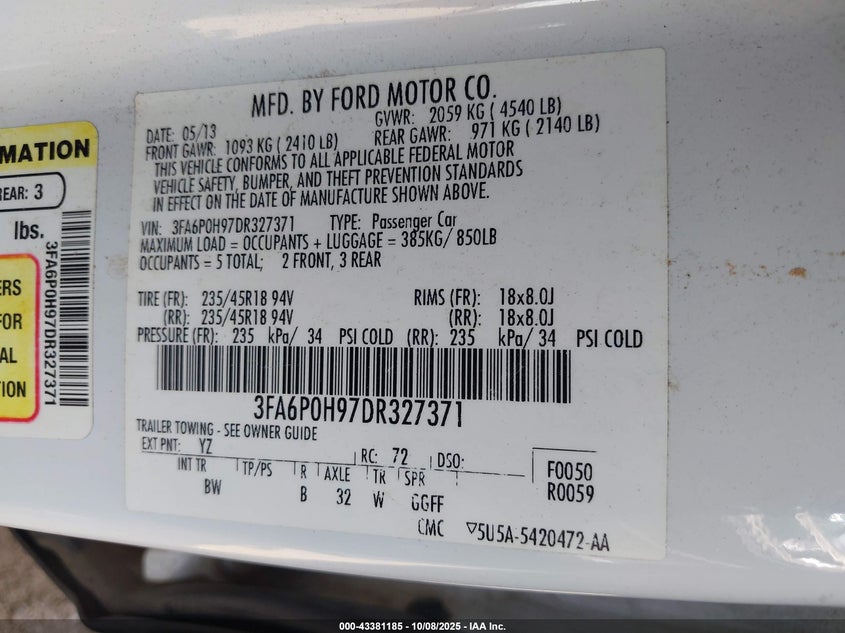 MFD. BY FORD MOTOR CO.
DATE: 05/13 GVWR: 2059 KG ( 4540 LB)
FRONT GAWR: 1093 KG ( 2410 LB) REAR GAWR: 971 KG ( 2140 LB)
THIS VEHICLE CONFORMS TO ALL APPLICABLE FEDERAL MOTOR
VEHICLE SAFETY, BUMPER, AND THEFT PREVENTION STANDARDS
IN EFFECT ON THE DATE OF MANUFACTURE SHOWN ABOVE.
VIN: 3FA6P0H97DR327371 TYPE: Passenger Car
MAXIMUM LOAD = OCCUPANTS + LUGGAGE = 385KG/ 850LB
OCCUPANTS = 5 TOTAL; 2 FRONT, 3 REAR
TIRE (FR): 235/45R18 94V RIMS (FR): 18x8.0J
(RR): 235/45R18 94V (RR): 18x8.0J
PRESSURE (FR): 235 kPa/ 34 PSI COLD (RR): 235 kPa/ 34 PSI COLD
3FA6P0H97DR327371
TRAILER TOWING - SEE OWNER GUIDE
EXT PNT: YZ RC: 72 DSO: F0050
INT TR TP/PS R AXLE TR SPR R0059
BW B 32 W GGFF
CMC 5U5A-5420472-AA
RMATION
REAR: 3
lbs.
3FA6P0H97DR327371
ERS
FOR
AL
TION
000-43381185 - 10/08/2025 - IAA Inc.